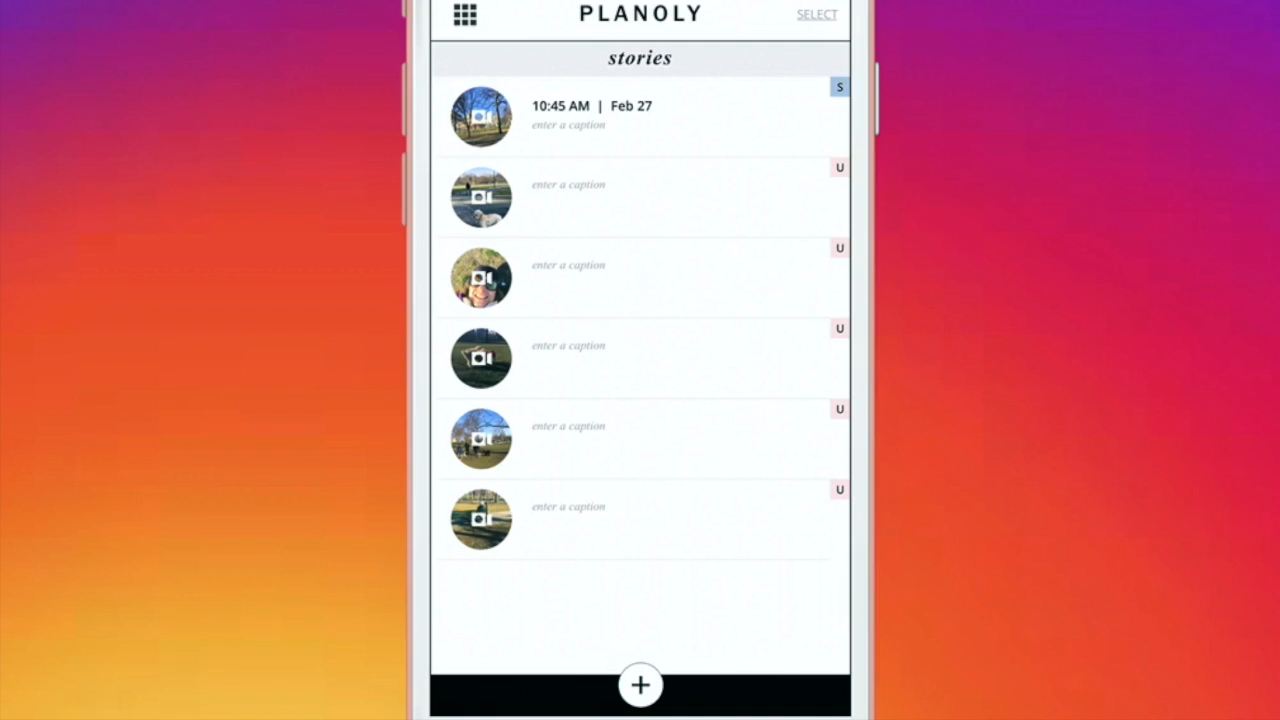 PLANOLY SELECT
stories
S
10:45 AM | Feb 27
enter a caption
U
enter a caption
U
enter a caption
U
enter a caption
U
enter a caption
U
enter a caption